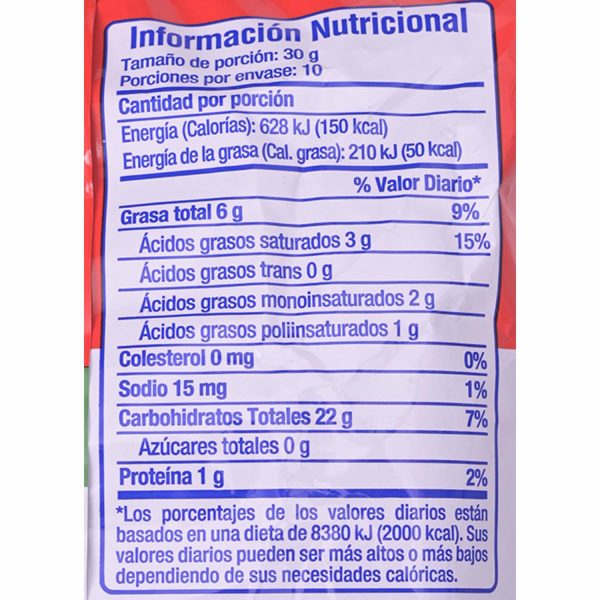 Información Nutricional
Tamaño de porción: 30 g
Porciones por envase: 10
Cantidad por porción
Energía (Calorías): 628 kJ (150 kcal)
Energía de la grasa (Cal. grasa): 210 kJ (50 kcal)
% Valor Diario*
Grasa total 6 g 9%
Ácidos grasos saturados 3 g 15%
Ácidos grasos trans 0 g
Ácidos grasos monoinsaturados 2 g
Ácidos grasos poliinsaturados 1 g
Colesterol 0 mg 0%
Sodio 15 mg 1%
Carbohidratos Totales 22 g 7%
Azúcares totales 0 g
Proteína 1 g 2%
*Los porcentajes de los valores diarios están
basados en una dieta de 8380 kJ (2000 kcal). Sus
valores diarios pueden ser más altos o más bajos
dependiendo de sus necesidades calóricas.